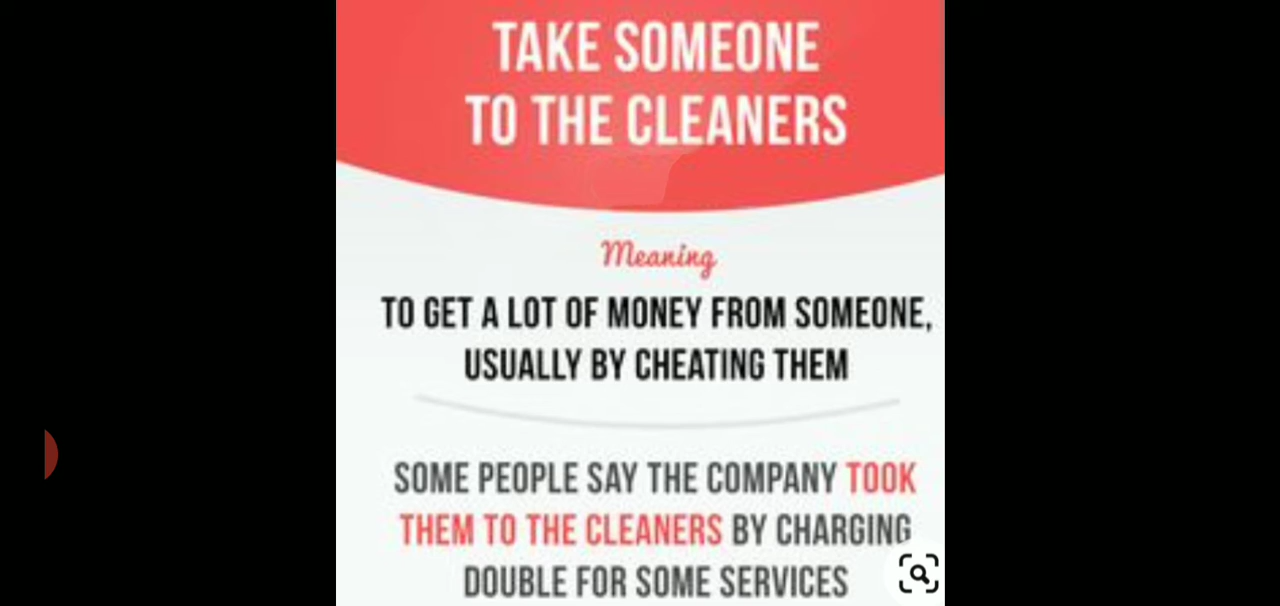 TAKE SOMEONE
TO THE CLEANERS
Meaning
TO GET A LOT OF MONEY FROM SOMEONE,
USUALLY BY CHEATING THEM
SOME PEOPLE SAY THE COMPANY TOOK
THEM TO THE CLEANERS BY CHARGING
DOUBLE FOR SOME SERVICES